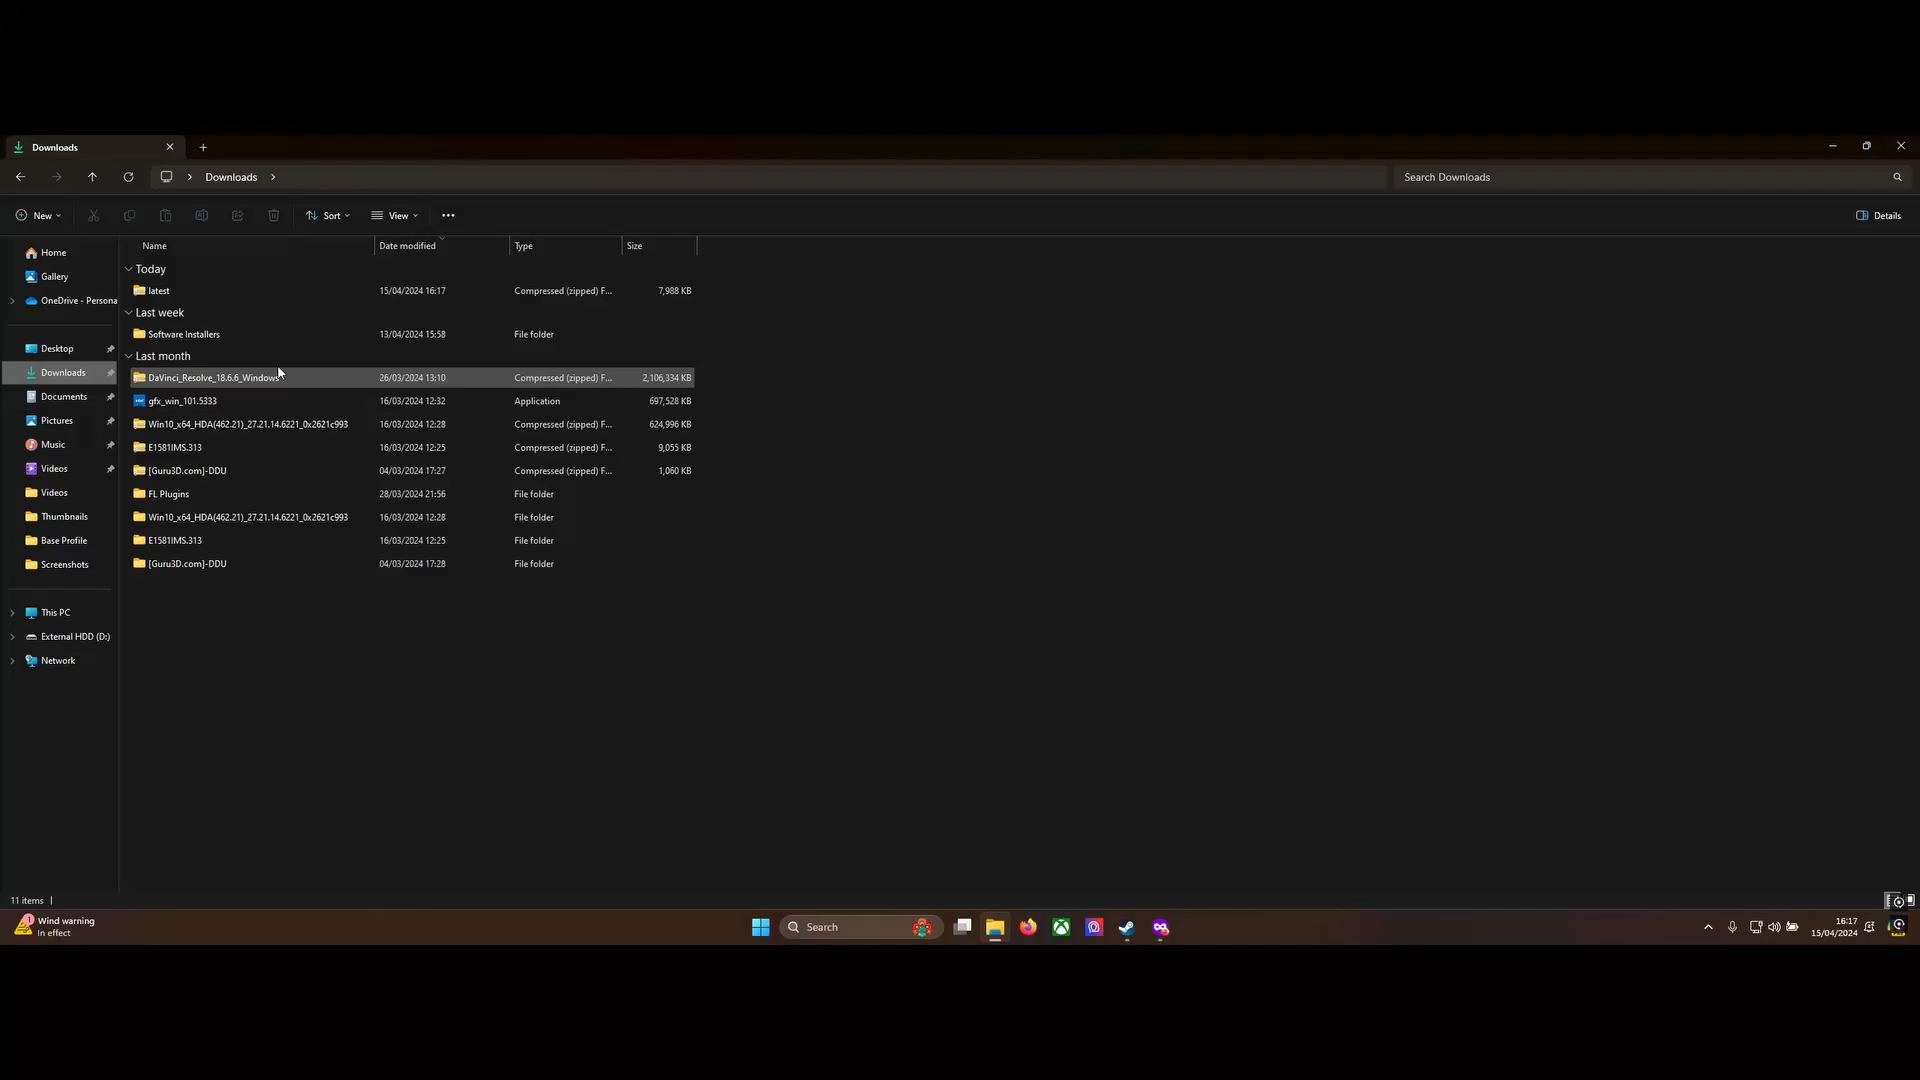 Downloads
Downloads
Search Downloads
New
Sort
View
Details
Name Date modified Type Size
Today
latest 15/04/2024 16:17 Compressed (zipped) F... 7,988 KB
Last week
Software Installers 13/04/2024 15:58 File folder
Last month
DaVinci_Resolve_18.6.6_Windows 26/03/2024 13:10 Compressed (zipped) F... 2,106,334 KB
gfx_win_101.5333 16/03/2024 12:32 Application 697,528 KB
Win10_x64_HDA(462.21)_27.21.14.6221_0x2621c993 16/03/2024 12:28 Compressed (zipped) F... 624,996 KB
E1581IMS.313 16/03/2024 12:25 Compressed (zipped) F... 9,055 KB
[Guru3D.com]-DDU 04/03/2024 17:27 Compressed (zipped) F... 1,060 KB
FL Plugins 28/03/2024 21:56 File folder
Win10_x64_HDA(462.21)_27.21.14.6221_0x2621c993 16/03/2024 12:28 File folder
E1581IMS.313 16/03/2024 12:25 File folder
[Guru3D.com]-DDU 04/03/2024 17:28 File folder
Home
Gallery
OneDrive - Persona
Desktop
Downloads
Documents
Pictures
Music
Videos
Videos
Thumbnails
Base Profile
Screenshots
This PC
External HDD (D:)
Network
11 items
1
Wind warning
In effect
Search
16:17
15/04/2024